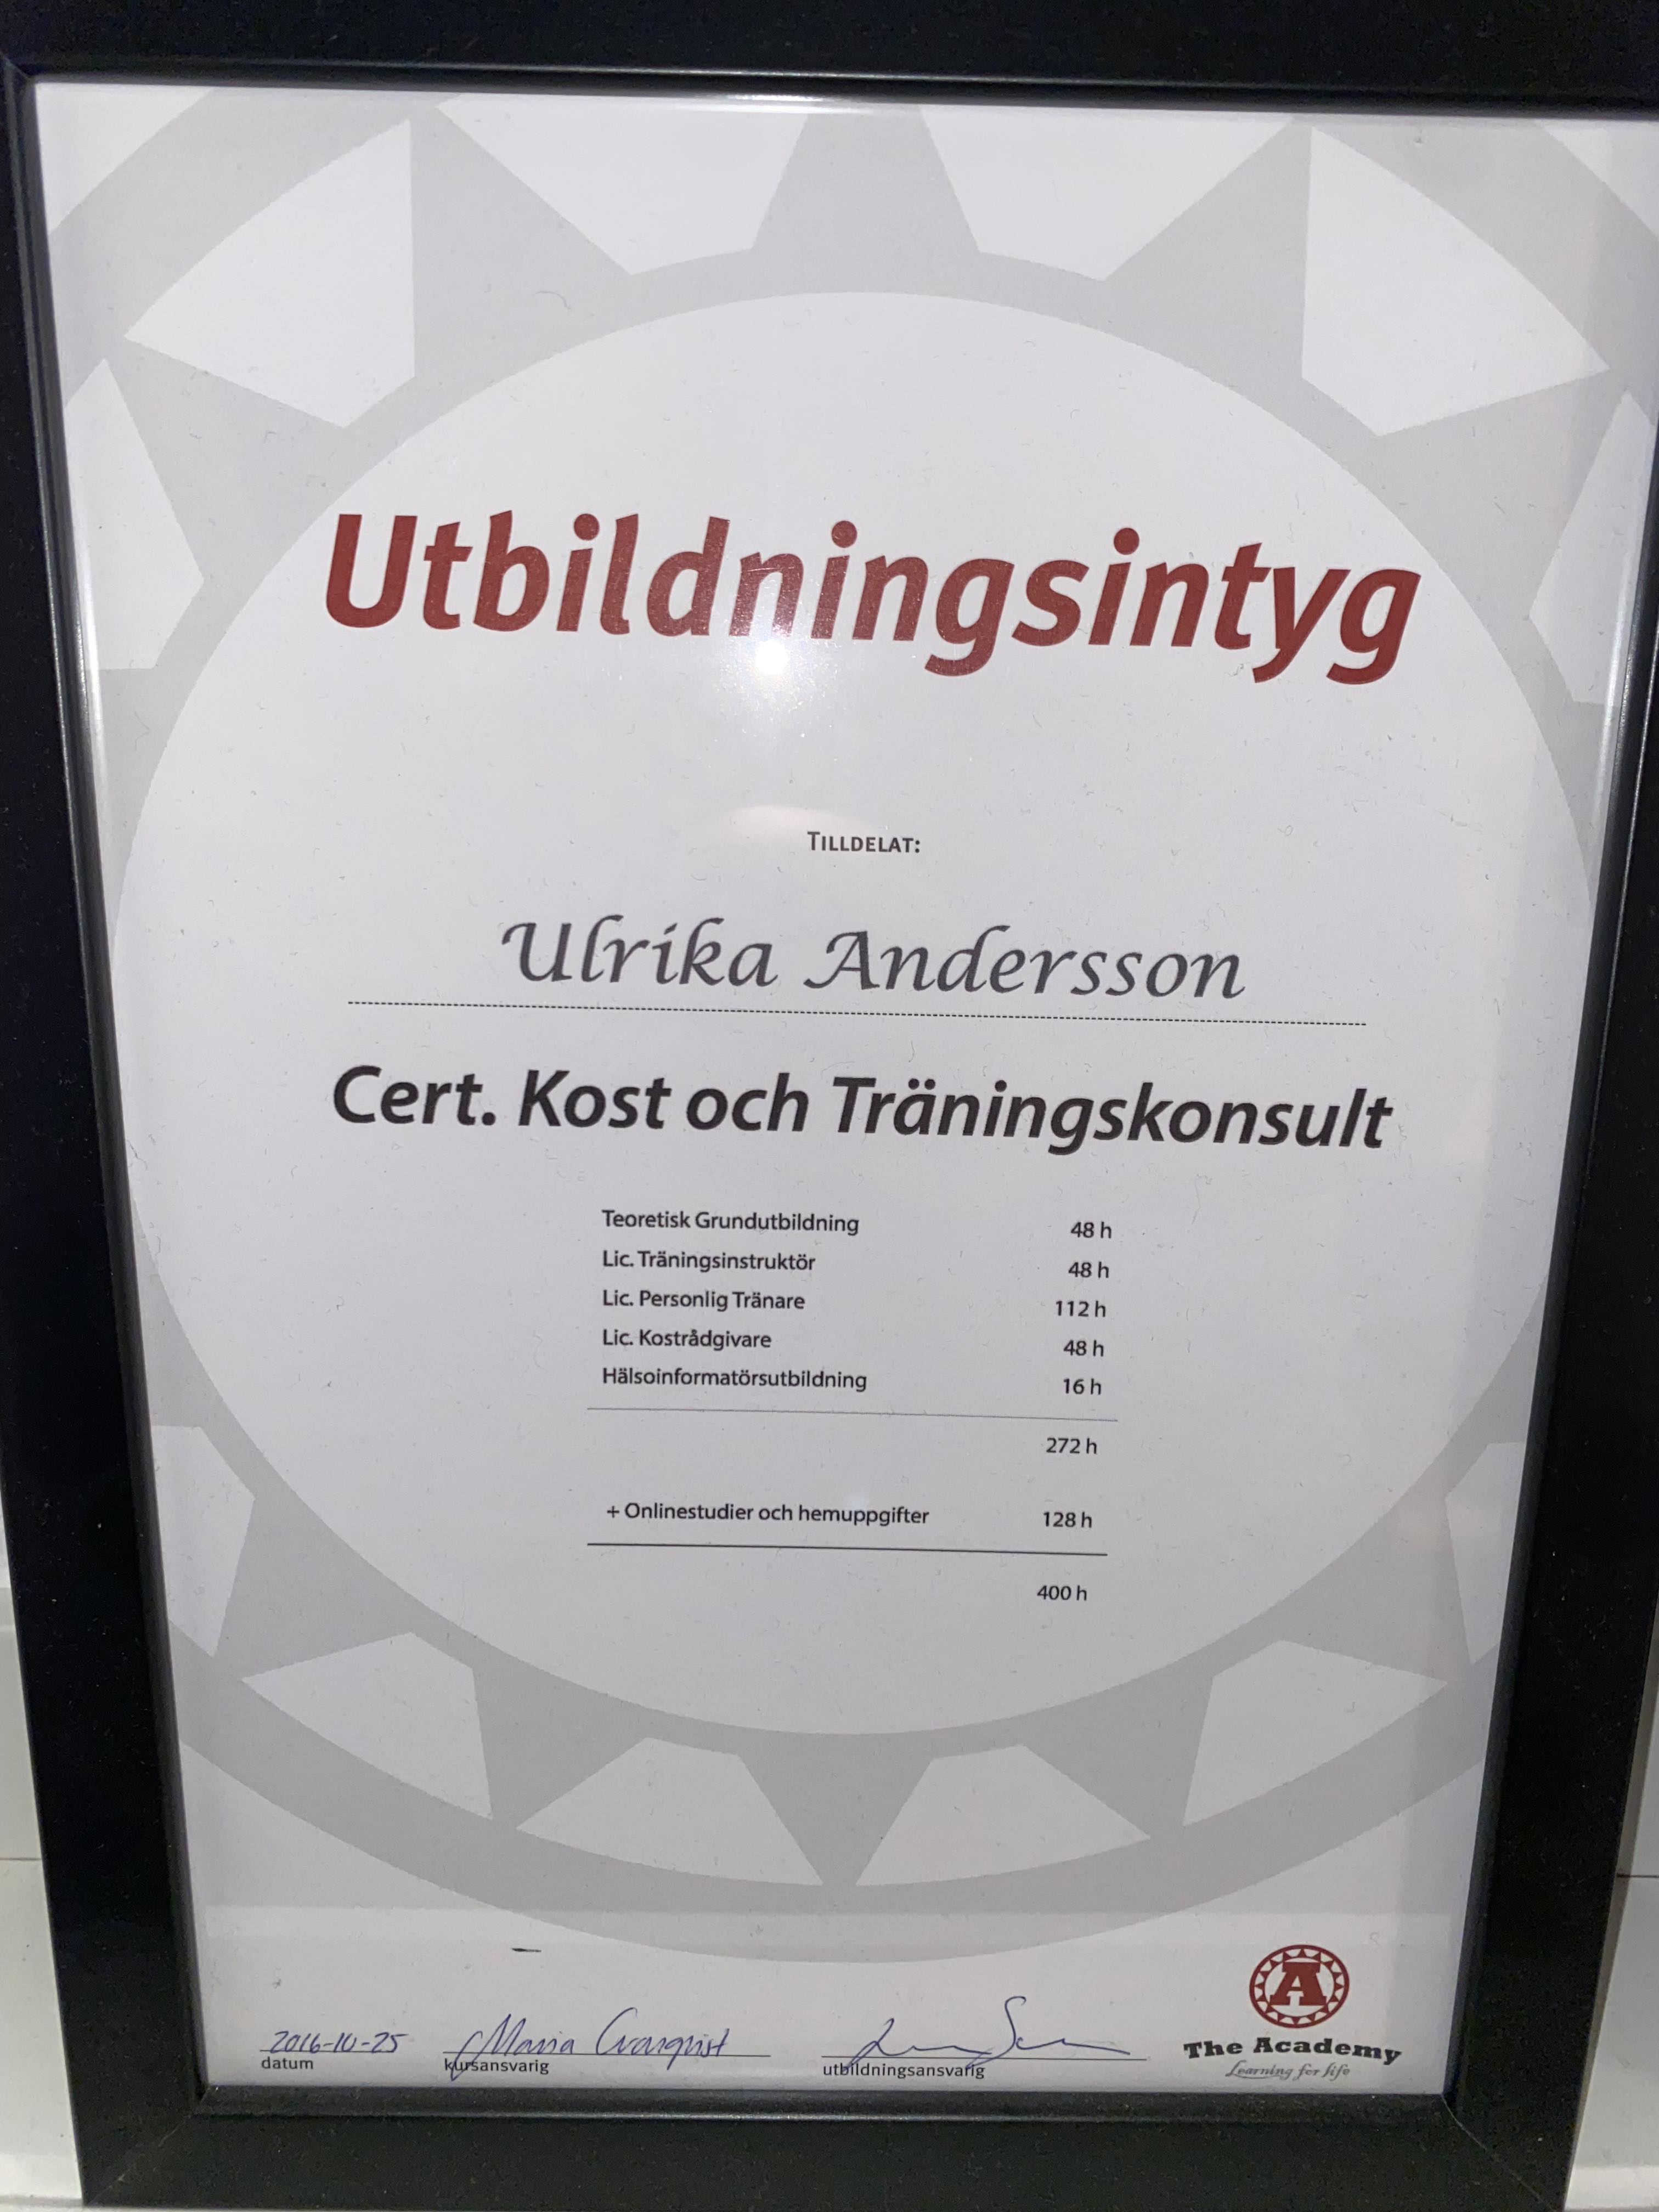 Utbildningsintyg
TILLDELAT:
Ulrika Andersson
Cert. Kost och Träningskonsult
Teoretisk Grundutbildning 48 h
Lic. Träningsinstruktör 48 h
Lic. Personlig Tränare 112 h
Lic. Kostrådgivare 48 h
Hälsoinformatörsutbildning 16 h
272 h
+ Onlinestudier och hemuppgifter 128 h
400 h
2016-10-25 Maria
datum kursansvarig utbildningsansvarig
A
The Academy
Learning for life